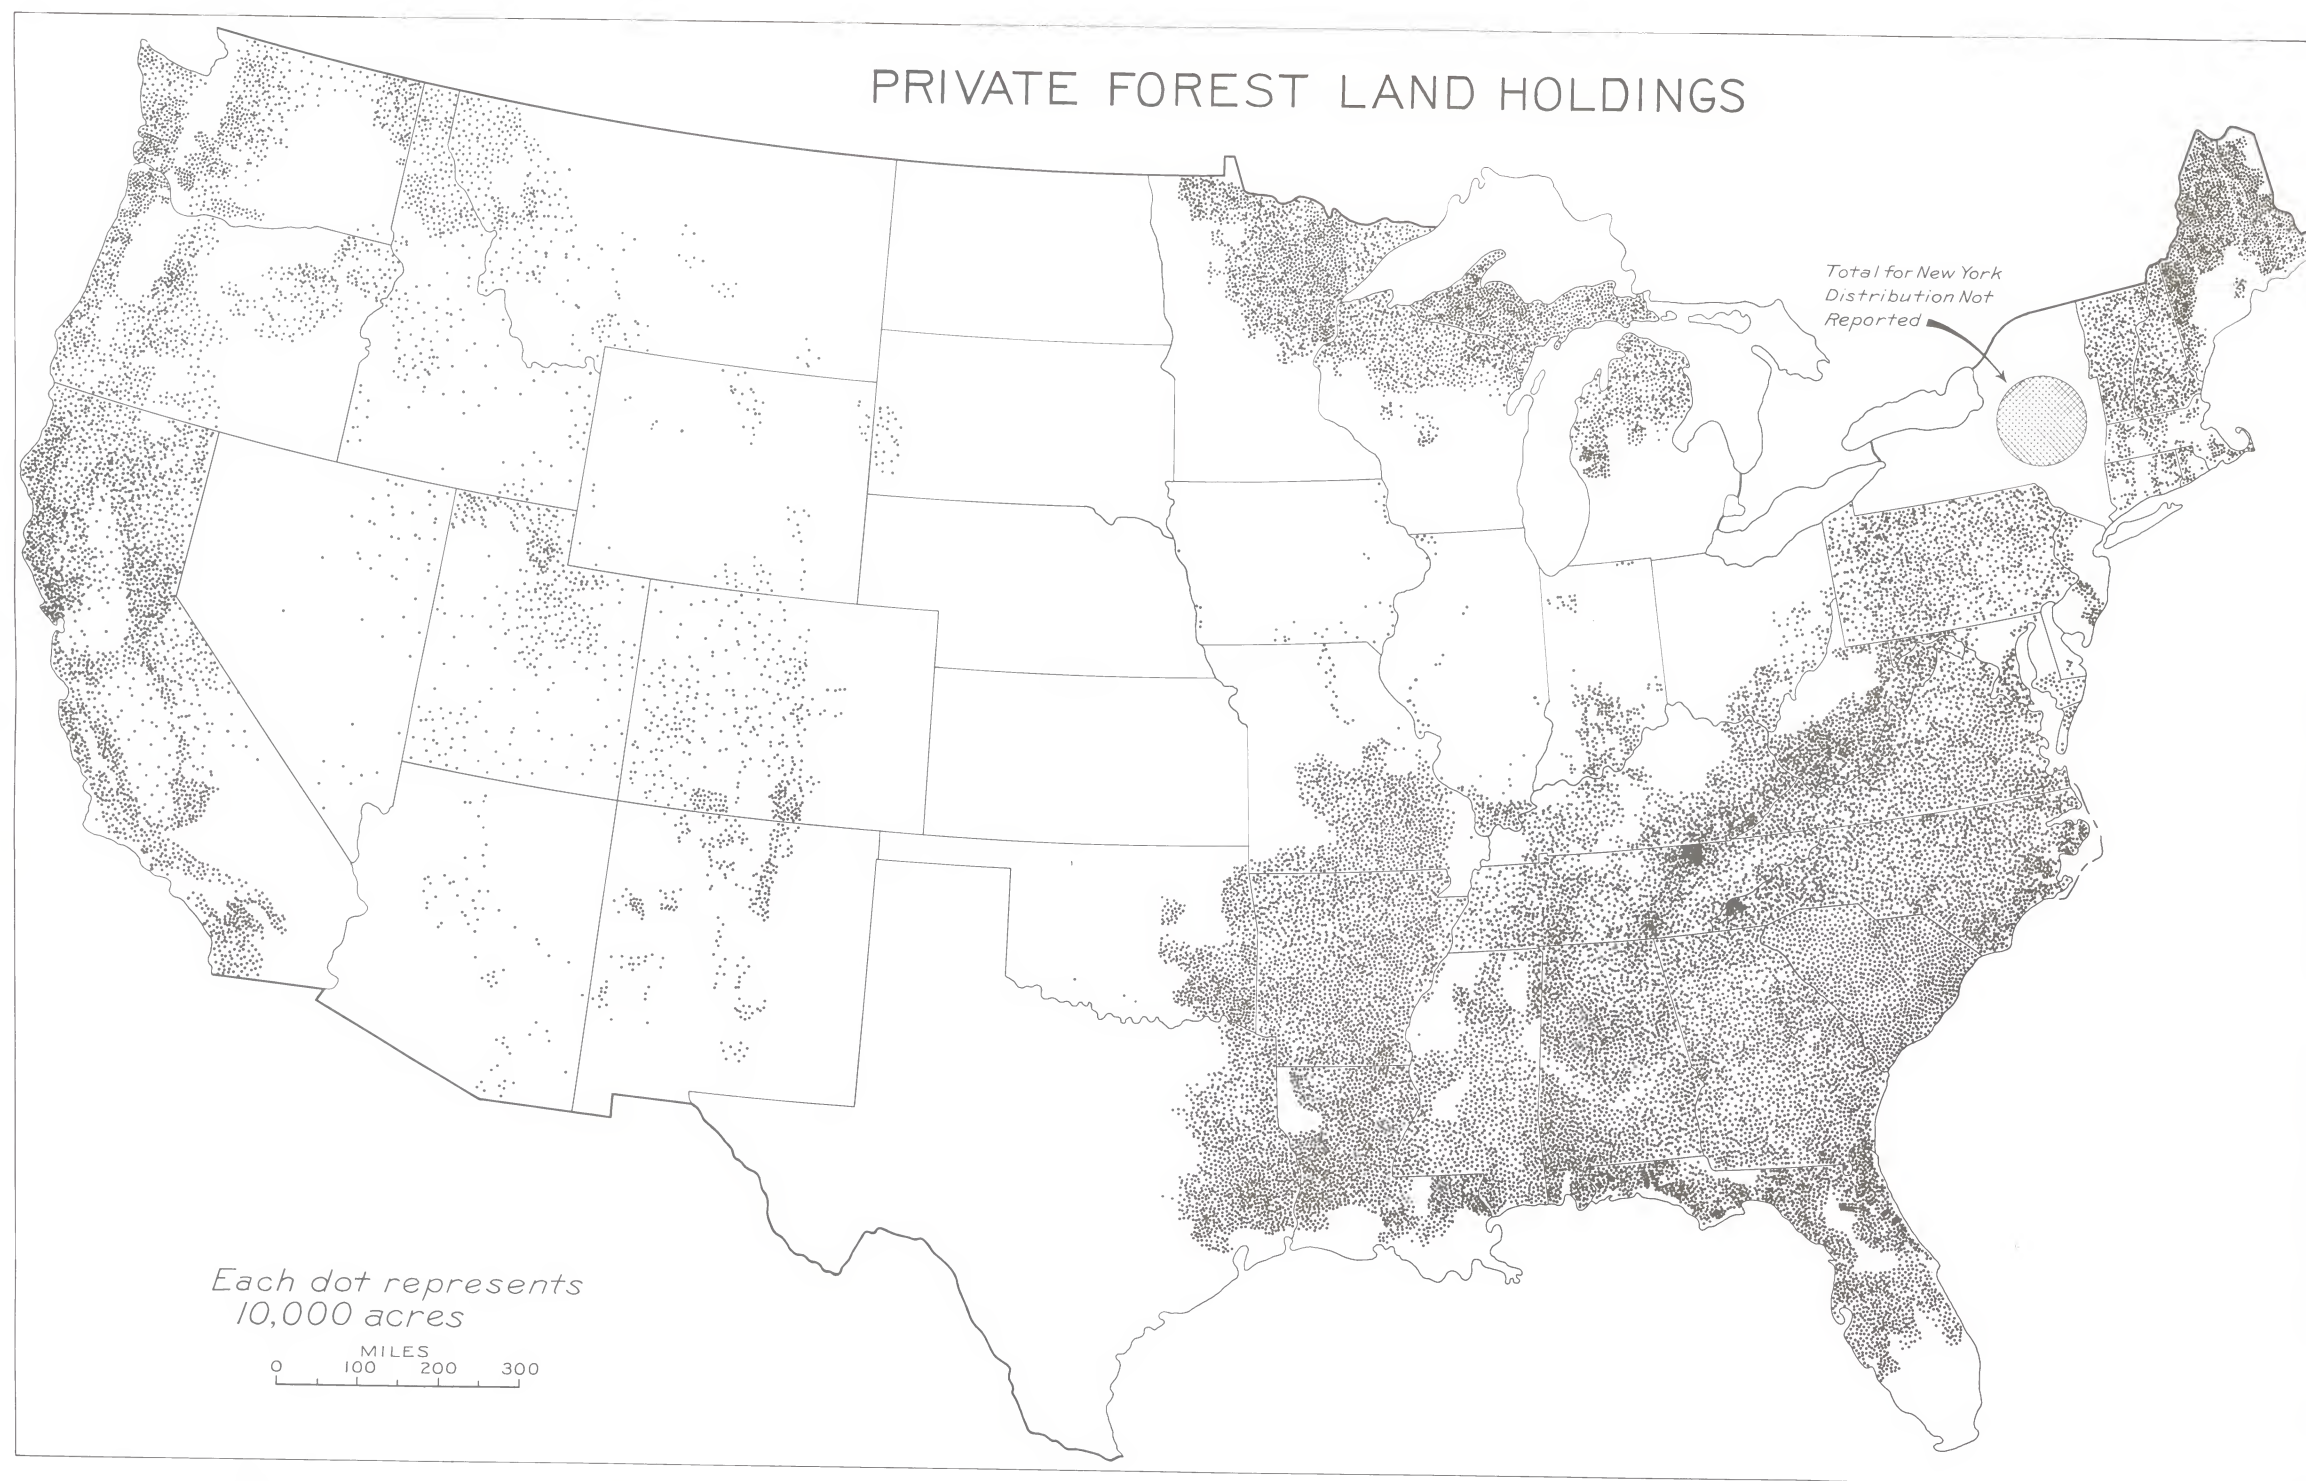 PRIVATE FOREST LAND HOLDINGS
Total for New York
Distribution Not
Reported
Each dot represents
10,000 acres
MILES
0 100 200 300